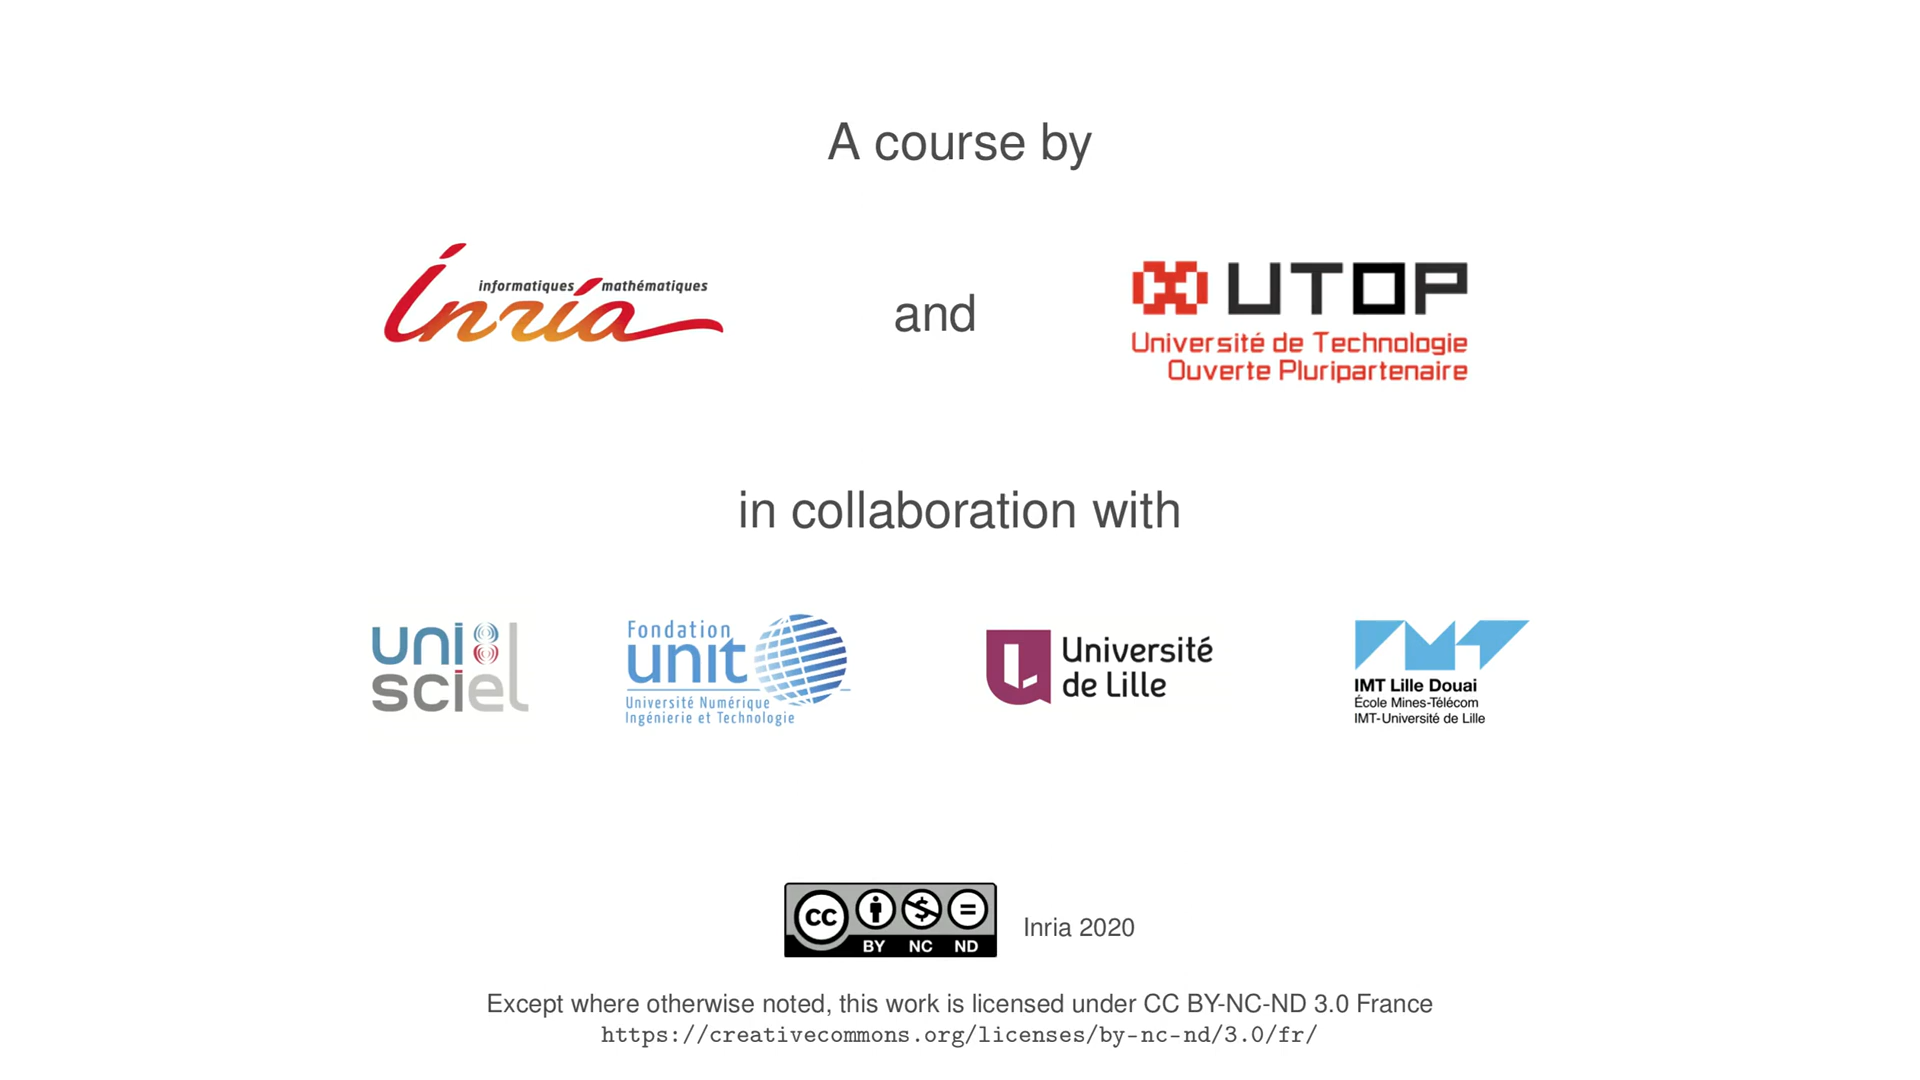 A course by
informatiques mathématiques
Inria
and
UTOP
Université de Technologie
Ouverte Pluripartenaire
in collaboration with
uni
sciel
Fondation
unit
Université Numérique
Ingénierie et Technologie
Université
de Lille
IMT
IMT Lille Douai
École Mines-Télécom
IMT-Université de Lille
CC BY NC ND
Inria 2020
Except where otherwise noted, this work is licensed under CC BY-NC-ND 3.0 France
https://creativecommons.org/licenses/by-nc-nd/3.0/fr/